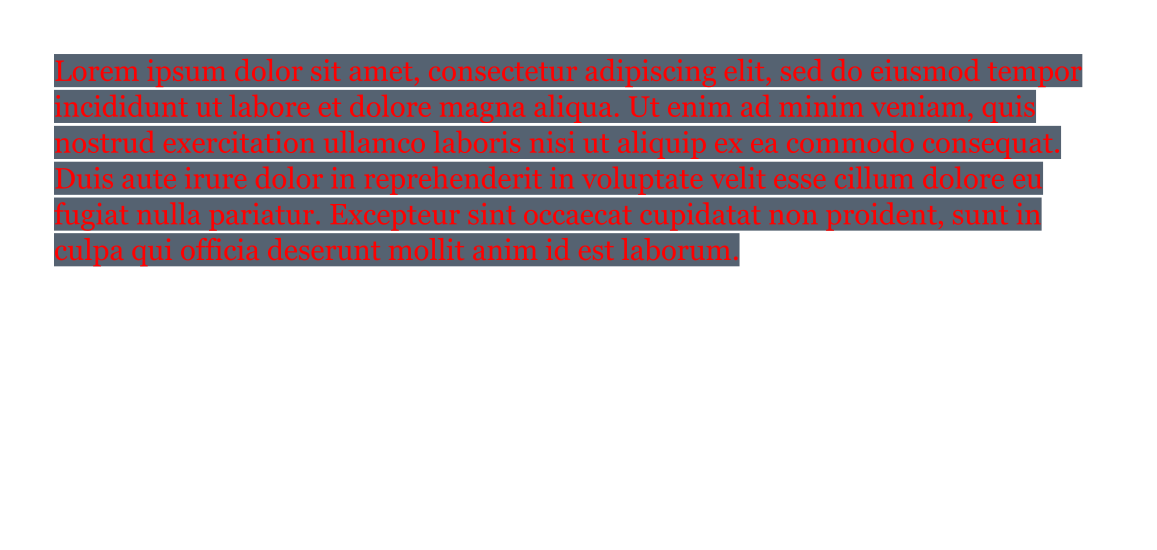 Lorem ipsum dolor sit amet, consectetur adipiscing elit, sed do eiusmod tempor
incididunt ut labore et dolore magna aliqua. Ut enim ad minim veniam, quis
nostrud exercitation ullamco laboris nisi ut aliquip ex ea commodo consequat.
Duis aute irure dolor in reprehenderit in voluptate velit esse cillum dolore eu
fugiat nulla pariatur. Excepteur sint occaecat cupidatat non proident, sunt in
culpa qui officia deserunt mollit anim id est laborum.